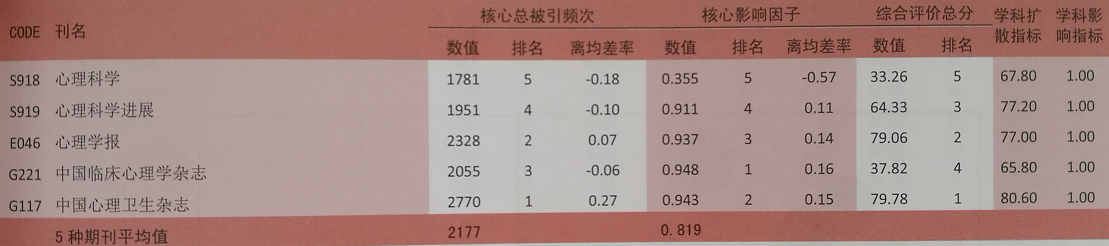 CODE 刊名 核心总被引频次 核心影响因子 综合评价总分 学科扩散指标 学科影响指标
数值 排名 离均差率 数值 排名 离均差率 数值 排名
S918 心理科学 1781 5 -0.18 0.355 5 -0.57 33.26 5 67.80 1.00
S919 心理科学进展 1951 4 -0.10 0.911 4 0.11 64.33 3 77.20 1.00
E046 心理学报 2328 2 0.07 0.937 3 0.14 79.06 2 77.00 1.00
G221 中国临床心理学杂志 2055 3 -0.06 0.948 1 0.16 37.82 4 65.80 1.00
G117 中国心理卫生杂志 2770 1 0.27 0.943 2 0.15 79.78 1 80.60 1.00
5种期刊平均值 2177 0.819